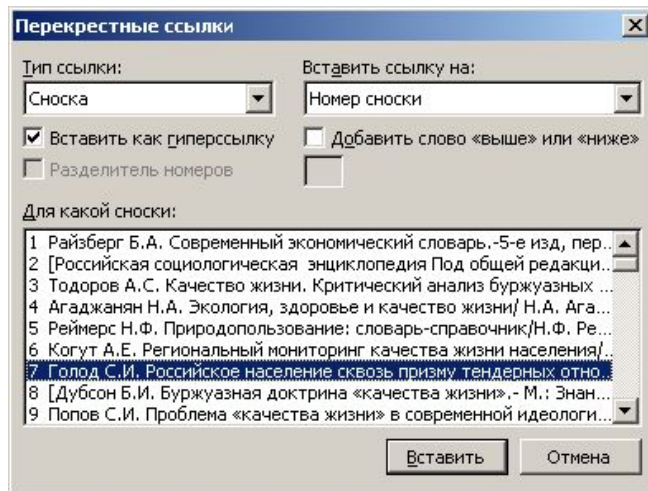 Перекрестные ссылки
Тип ссылки:
Вставить ссылку на:
Сноска
Номер сноски
Вставить как гиперссылку
Добавить слово «выше» или «ниже»
Разделитель номеров
Для какой сноски:
1 Райзберг Б.А. Современный экономический словарь.-5-е изд, пер...
2 [Российская социологическая энциклопедия Под общей редакци...
3 Тодоров А.С. Качество жизни. Критический анализ буржуазных ...
4 Агаджанян Н.А. Экология, здоровье и качество жизни/ Н.А. Ага...
5 Реймерс Н.Ф. Природопользование: словарь-справочник/Н.Ф. Ре...
6 Когут А.Е. Региональный мониторинг качества жизни населения/...
7 Голод С.И. Российское население сквозь призму тендерных отно...
8 [Дубсон Б.И. Буржуазная доктрина «качества жизни».- М.: Знан...
9 Попов С.И. Проблема «качества жизни» в современной идеологи...
Вставить
Отмена